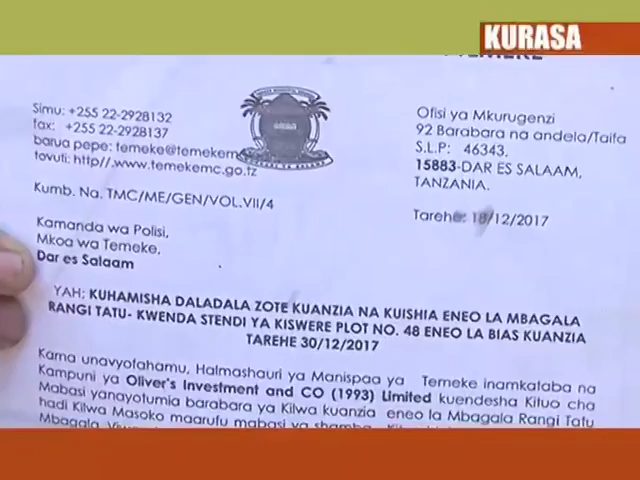 KURASA
TEMEKE
Simu: +255 22-2928132
fax: +255 22-2928137
barua pepe: temeke@temekem
tovuti: http//.www.temekemc.go.tz
Kumb. Na. TMC/ME/GEN/VOL.VII/4
Ofisi ya Mkurugenzi
92 Barabara na andela/Taifa
S.L.P: 46343,
15883-DAR ES SALAAM,
TANZANIA.
Tarehe: 18/12/2017
Kamanda wa Polisi,
Mkoa wa Temeke,
Dar es Salaam
YAH; KUHAMISHA DALADALA ZOTE KUANZIA NA KUISHIA ENEO LA MBAGALA
RANGI TATU- KWENDA STENDI YA KISWERE PLOT NO. 48 ENEO LA BIAS KUANZIA
TAREHE 30/12/2017
Kama unavyofahamu, Halmashauri ya Manispaa ya Temeke inamkataba na
Kampuni ya Oliver's Investment and CO (1993) Limited kuendesha Kituo cha
Mabasi yanayotumia barabara ya Kilwa kuanzia eneo la Mbagala Rangi Tatu
hadi Kilwa Masoko maarufu mabasi ya shamba.
Mbagala